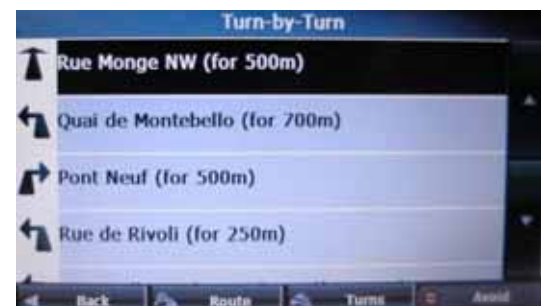 Turn-by-Turn
Rue Monge NW (for 500m)
Quai de Montebello (for 700m)
Pont Neuf (for 500m)
Rue de Rivoli (for 250m)
Back Route Turns Avoid